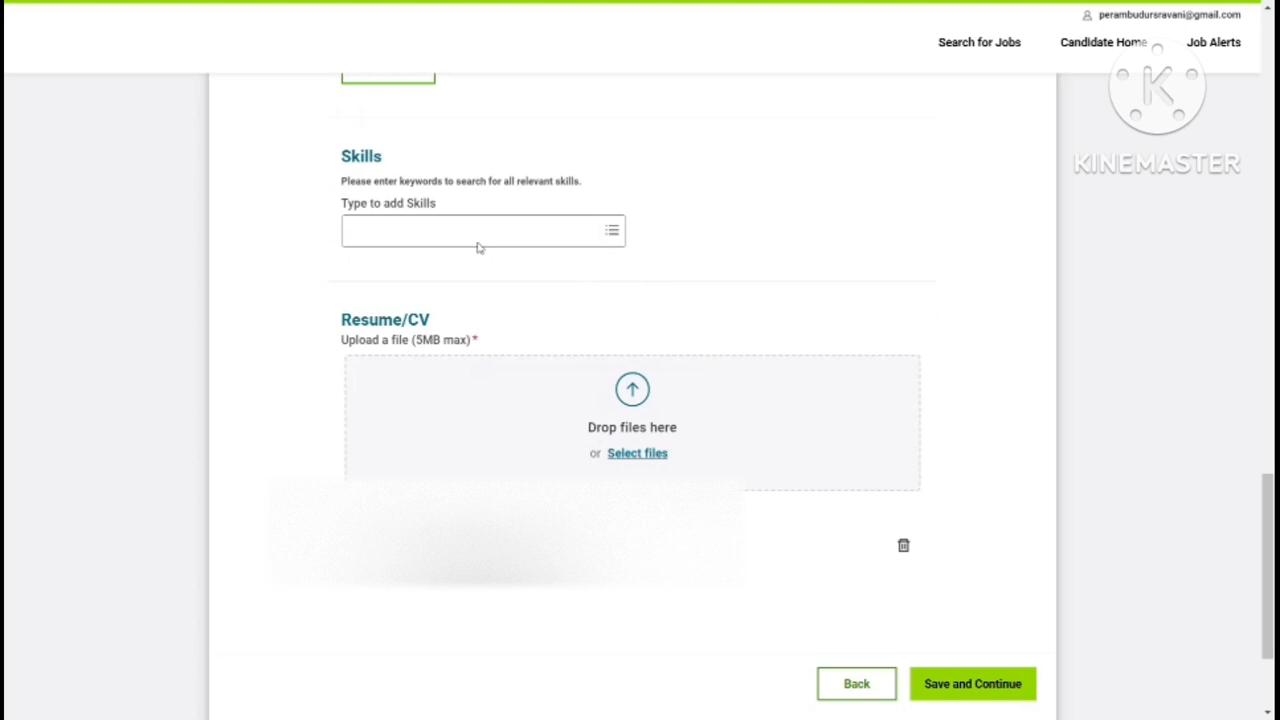 perambudursravani@gmail.com
Search for Jobs Candidate Home Job Alerts
K
KINEMASTER
Skills
Please enter keywords to search for all relevant skills.
Type to add Skills
Resume/CV
Upload a file (5MB max)*
Drop files here
or Select files
Back Save and Continue